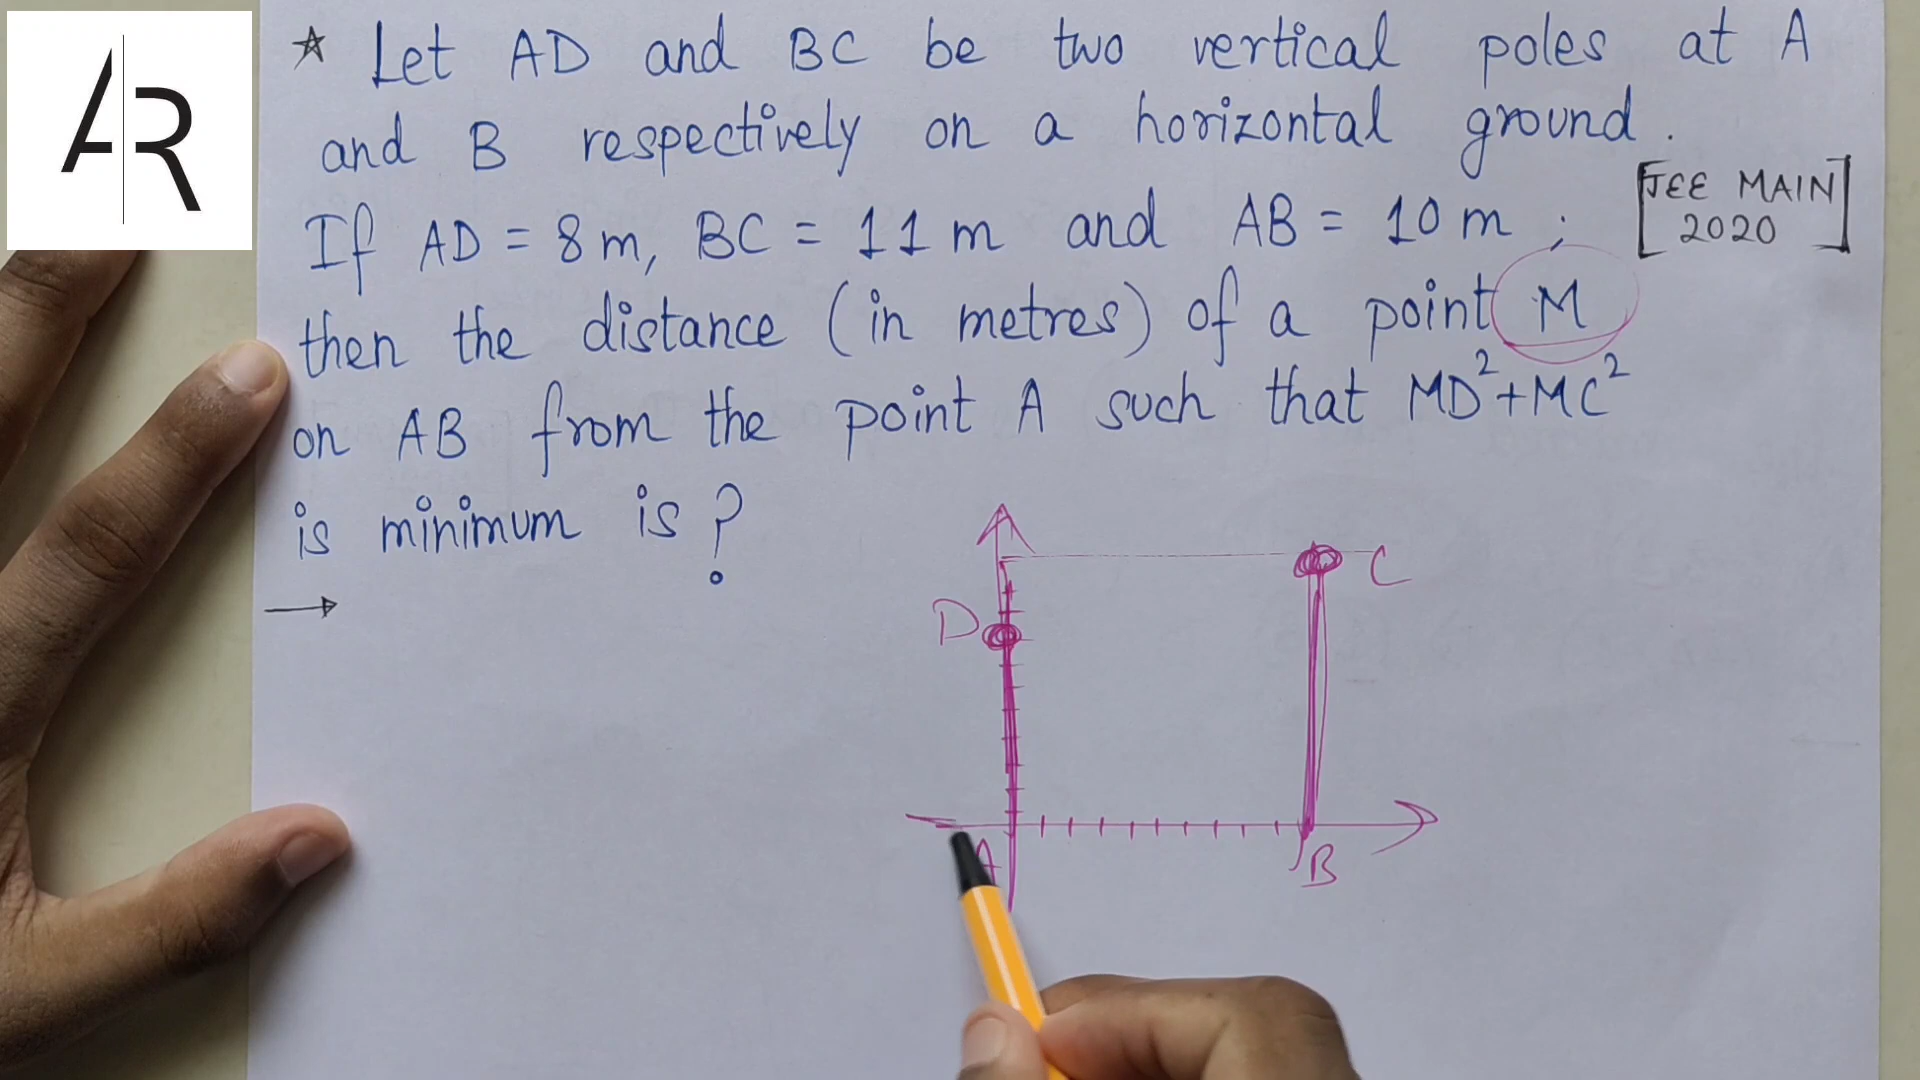 AR
☆ Let AD and BC be two vertical poles at A
and B respectively on a horizontal ground.
If AD = 8 m, BC = 11 m and AB = 10 m ;
[JEE MAIN
2020]
then the distance (in metres) of a point M
on AB from the point A such that MD²+MC²
is minimum is ?
→
C
D
A
B